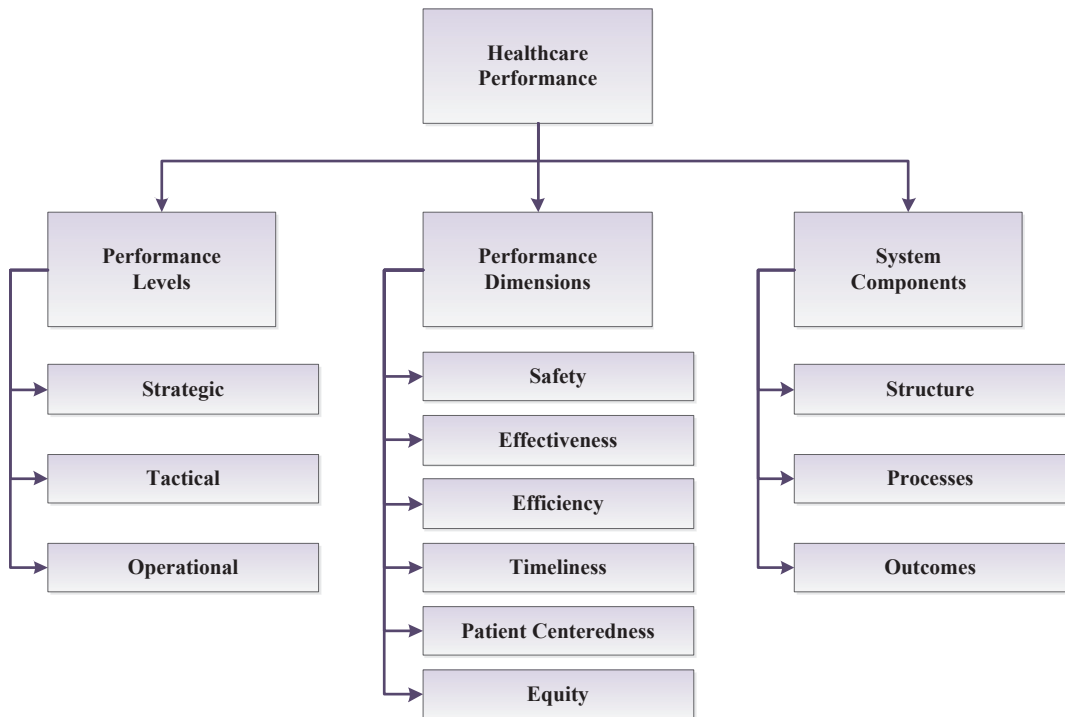 Healthcare
Performance
Performance
Levels
Strategic
Tactical
Operational
Performance
Dimensions
Safety
Effectiveness
Efficiency
Timeliness
Patient Centeredness
Equity
System
Components
Structure
Processes
Outcomes